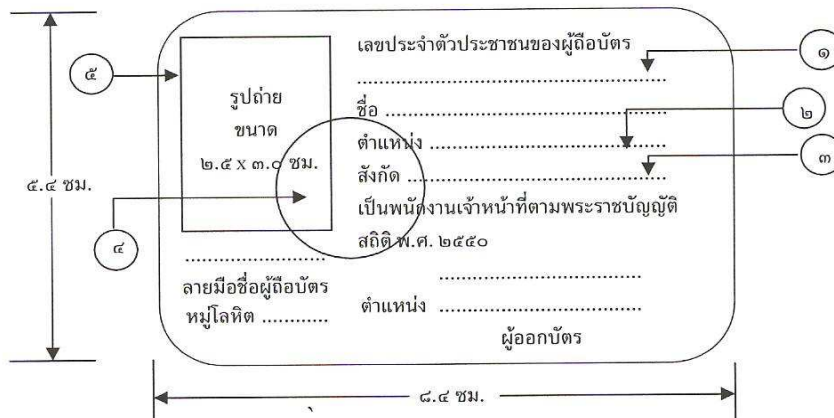 เลขประจำตัวประชาชนของผู้ถือบัตร
๑
๕
................................................................
รูปถ่าย
ขนาด
๒.๕ X ๓.๐ ซม.
ชื่อ ................................................................
๒
ตำแหน่ง ................................................................
สังกัด ................................................................
๓
๕.๔ ซม.
เป็นพนักงานเจ้าหน้าที่ตามพระราชบัญญัติ
สถิติ พ.ศ. ๒๕๕๐
๔
................................
ลายมือชื่อผู้ถือบัตร
หมู่โลหิต ............
................................
ตำแหน่ง ................................
ผู้ออกบัตร
๘.๔ ซม.